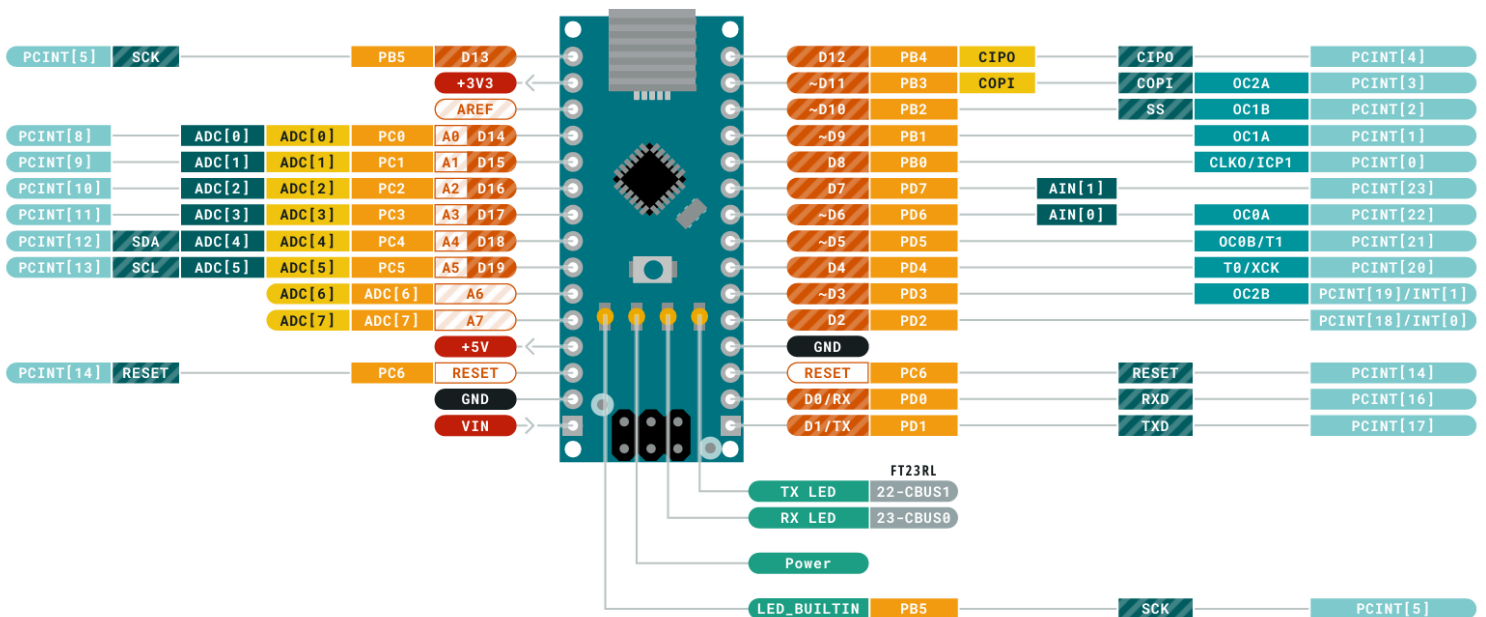 PCINT[5] SCK PB5 D13 D12 PB4 CIPO CIPO PCINT[4]
+3V3 ~D11 PB3 COPI COPI OC2A PCINT[3]
AREF ~D10 PB2 SS OC1B PCINT[2]
PCINT[8] ADC[0] ADC[0] PC0 A0 D14 ~D9 PB1 OC1A PCINT[1]
PCINT[9] ADC[1] ADC[1] PC1 A1 D15 D8 PB0 CLKO/ICP1 PCINT[0]
PCINT[10] ADC[2] ADC[2] PC2 A2 D16 D7 PD7 AIN[1] PCINT[23]
PCINT[11] ADC[3] ADC[3] PC3 A3 D17 ~D6 PD6 AIN[0] OC0A PCINT[22]
PCINT[12] SDA ADC[4] ADC[4] PC4 A4 D18 ~D5 PD5 OC0B/T1 PCINT[21]
PCINT[13] SCL ADC[5] ADC[5] PC5 A5 D19 D4 PD4 T0/XCK PCINT[20]
ADC[6] ADC[6] A6 ~D3 PD3 OC2B PCINT[19]/INT[1]
ADC[7] ADC[7] A7 D2 PD2 PCINT[18]/INT[0]
+5V GND
PCINT[14] RESET PC6 RESET RESET PC6 RESET PCINT[14]
GND D0/RX PD0 RXD PCINT[16]
VIN D1/TX PD1 TXD PCINT[17]
FT23RL
TX LED 22-CBUS1
RX LED 23-CBUS0
Power
LED_BUILTIN PB5 SCK PCINT[5]